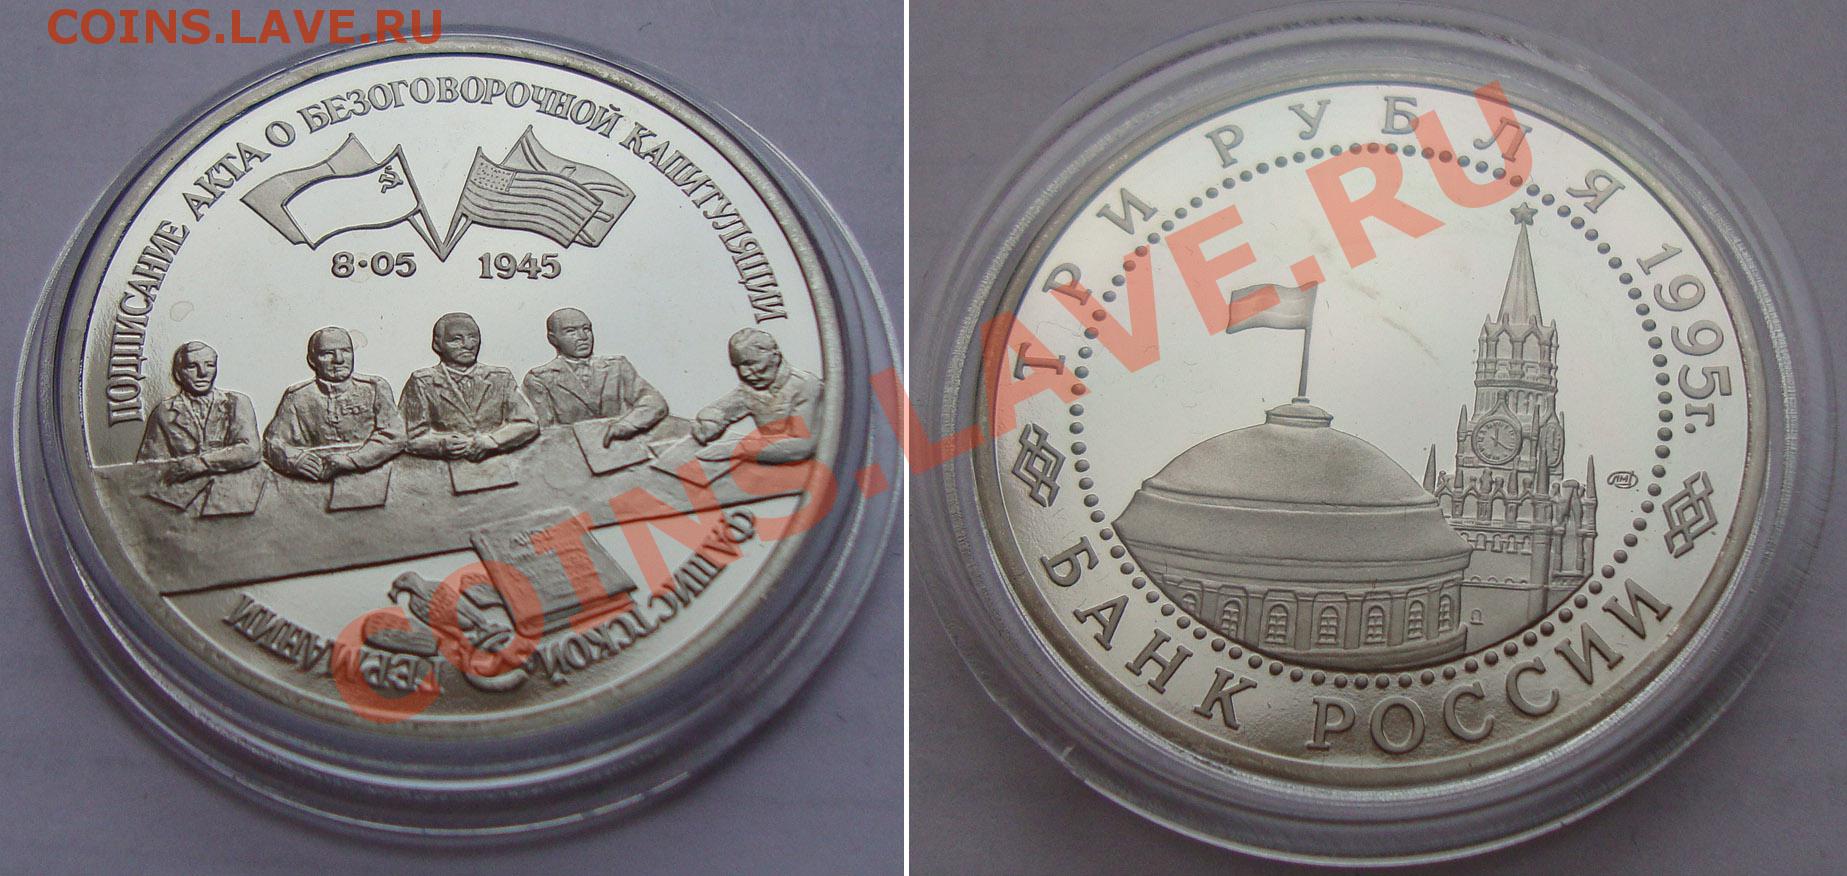 COINS.LAVE.RU
ПОДПИСАНИЕ АКТА О БЕЗОГОВОРОЧНОЙ КАПИТУЛЯЦИИ
8·05 1945
ФАШИСТСКОЙ ГЕРМАНИИ
ТРИ РУБЛЯ 1995г.
ЛМД
БАНК РОССИИ
COINS.LAVE.RU